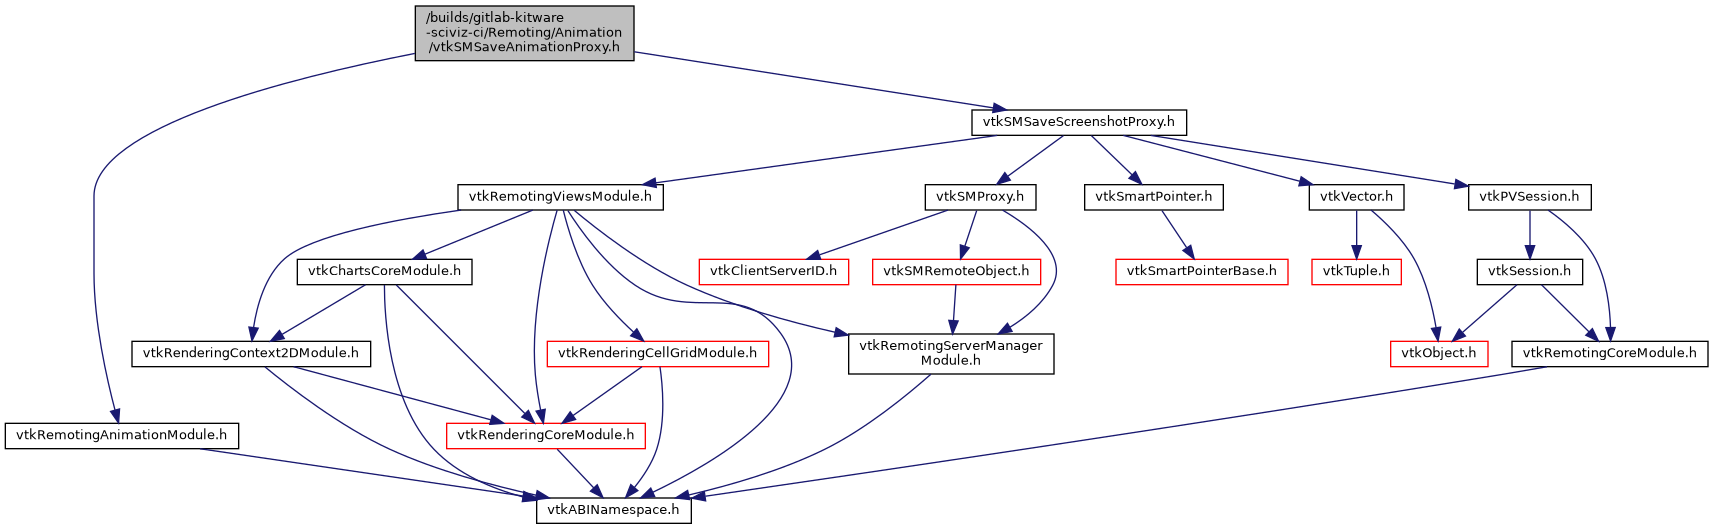 /builds/gitlab-kitware
-sciviz-ci/Remoting/Animation
/vtkSMSaveAnimationProxy.h
vtkSMSaveScreenshotProxy.h
vtkRemotingViewsModule.h
vtkSMProxy.h
vtkSmartPointer.h
vtkVector.h
vtkPVSession.h
vtkChartsCoreModule.h
vtkClientServerID.h
vtkSMRemoteObject.h
vtkSmartPointerBase.h
vtkTuple.h
vtkSession.h
vtkRenderingContext2DModule.h
vtkRenderingCellGridModule.h
vtkRemotingServerManager
Module.h
vtkObject.h
vtkRemotingCoreModule.h
vtkRemotingAnimationModule.h
vtkRenderingCoreModule.h
vtkABINamespace.h